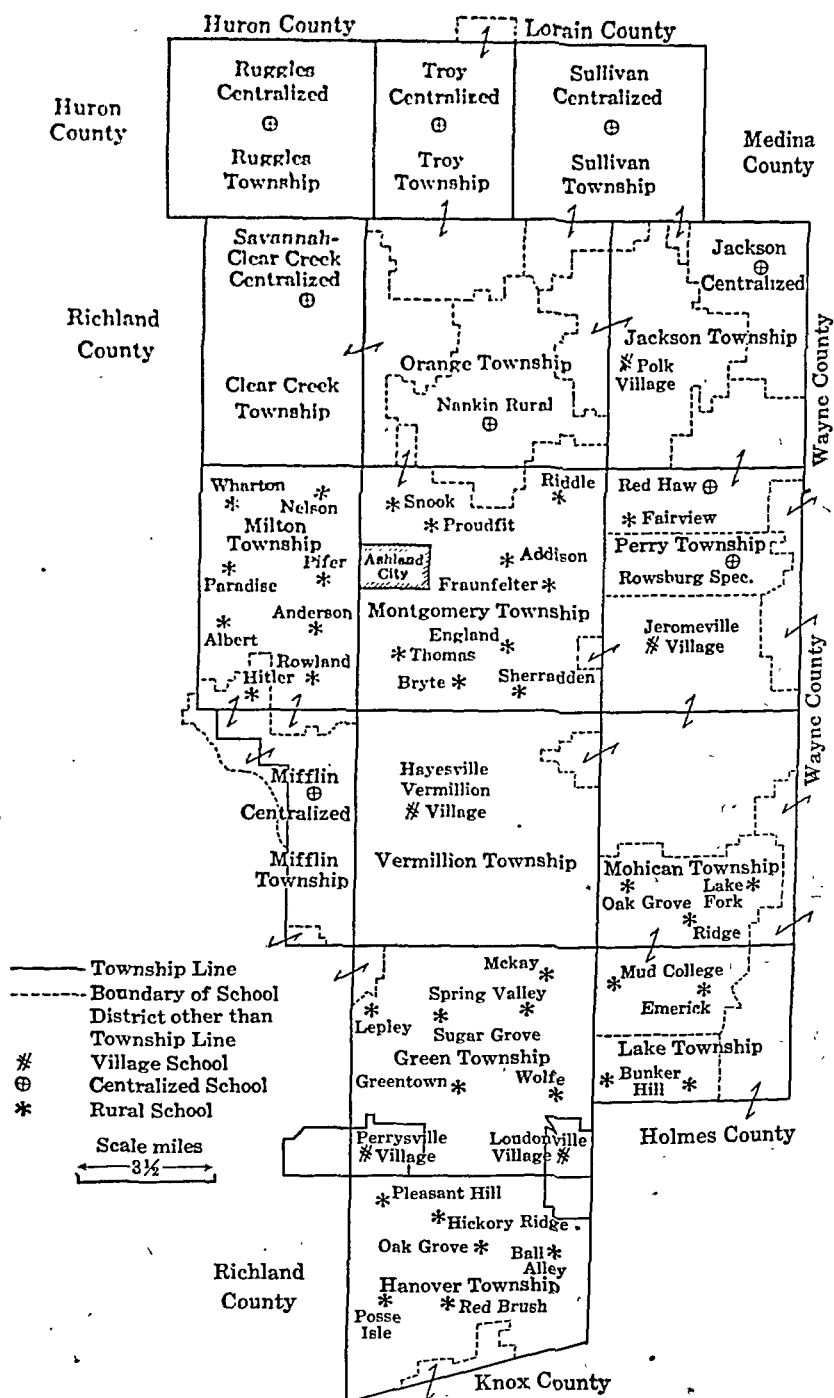 Huron County
Lorain County
Huron
County
Medina
County
Ruggles
Centralized
Ruggles
Township
Troy
Centralized
Troy
Township
Sullivan
Centralized
Sullivan
Township
Richland
County
Savannah-
Clear Creek
Centralized
Clear Creek
Township
Orange Township
Nankin Rural
Jackson
Centralized
Jackson Township
Polk
Village
Wayne County
Wharton
Nelson
Milton
Township
Pifer
Paradise
Anderson
Albert
Rowland
Hitler
Snook
Riddle
Proudfit
Ashland
City
Addison
Fraunfelter
Montgomery Township
England
Thomas
Bryte
Sherradden
Red Haw
Fairview
Perry Township
Rowsburg Spec.
Jeromeville
Village
Wayne County
Mifflin
Centralized
Mifflin
Township
Hayesville
Vermillion
Village
Vermillion Township
Mohican Township
Oak Grove
Lake
Fork
Ridge
Township Line
Boundary of School
District other than
Township Line
Village School
Centralized School
Rural School
Scale miles
3½
Mckay
Spring Valley
Lepley
Sugar Grove
Green Township
Greentown
Wolfe
Perrysville
Village
Loudonville
Village
Mud College
Emerick
Lake Township
Bunker
Hill
Holmes County
Richland
County
Pleasant Hill
Hickory Ridge
Oak Grove
Ball
Alley
Hanover Township
Posse
Isle
Red Brush
Knox County